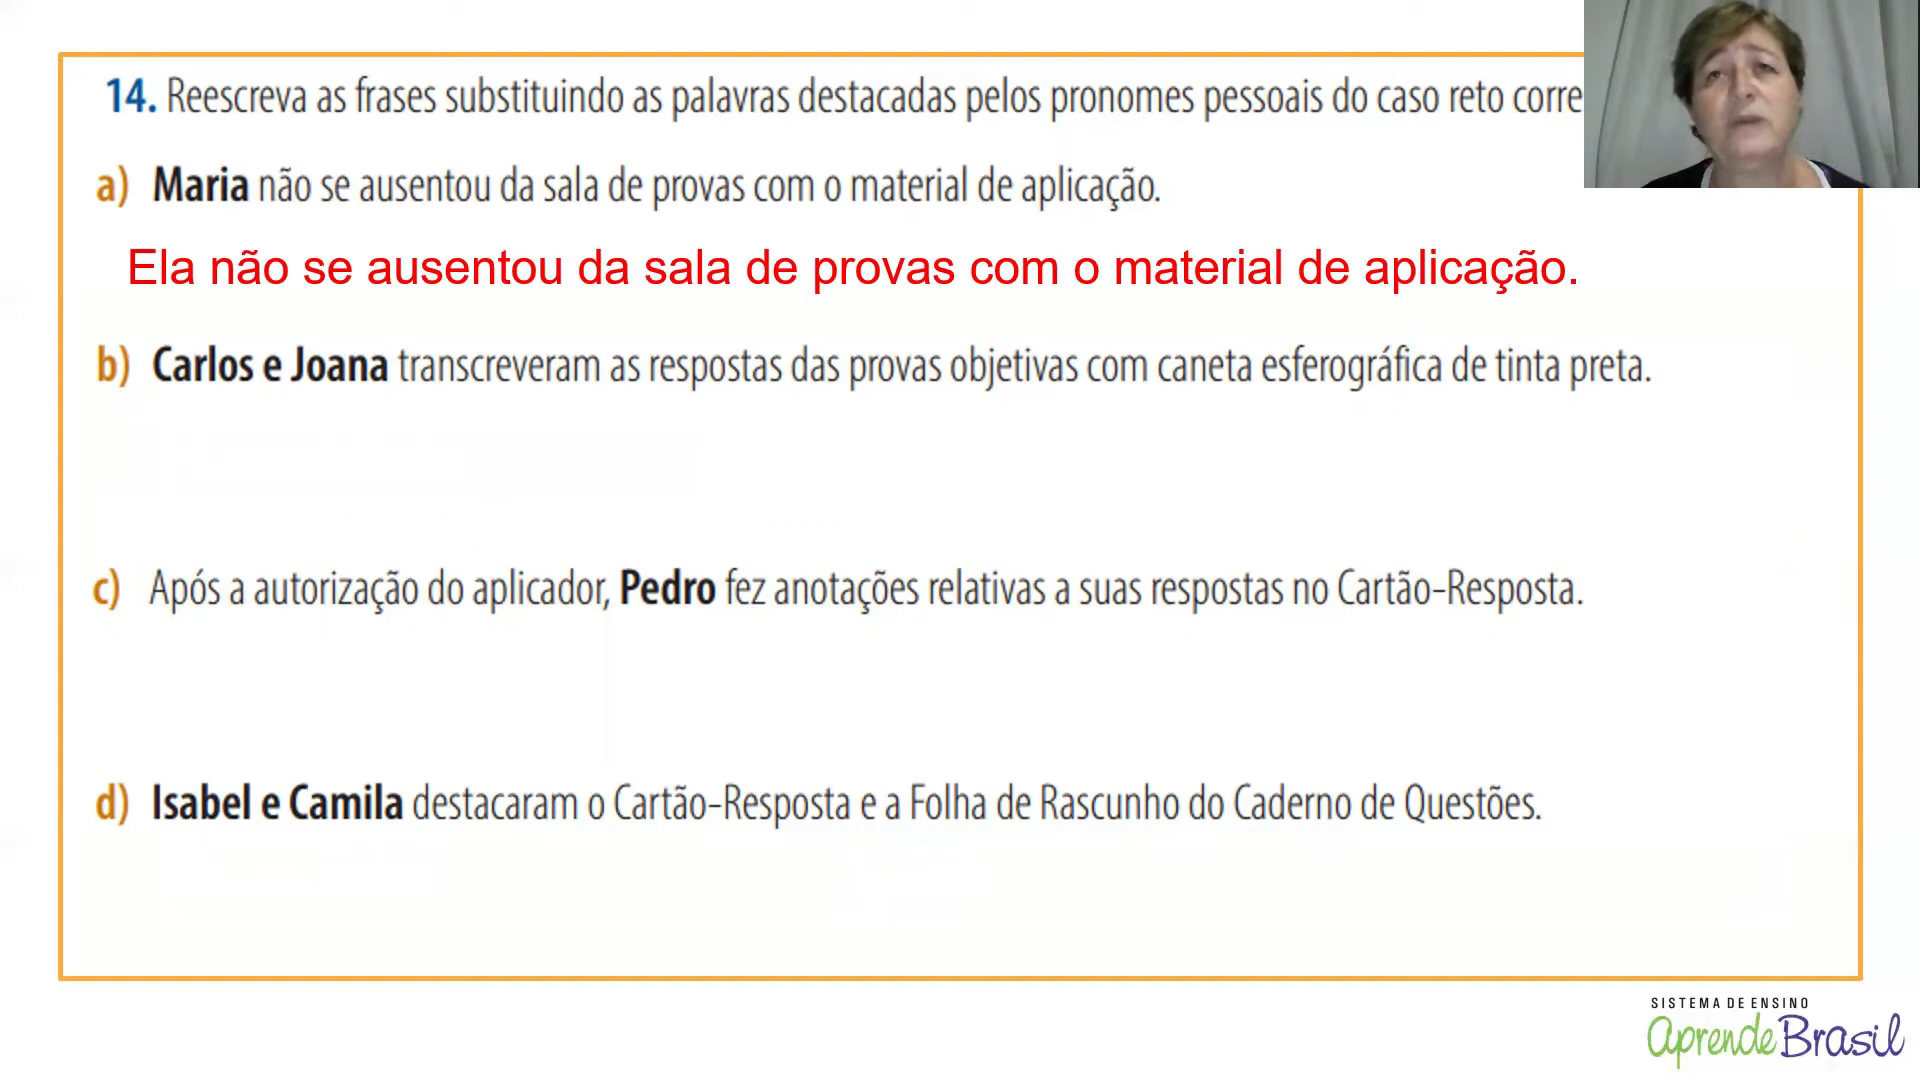 14. Reescreva as frases substituindo as palavras destacadas pelos pronomes pessoais do caso reto corre
a) Maria não se ausentou da sala de provas com o material de aplicação.
Ela não se ausentou da sala de provas com o material de aplicação.
b) Carlos e Joana transcreveram as respostas das provas objetivas com caneta esferográfica de tinta preta.
c) Após a autorização do aplicador, Pedro fez anotações relativas a suas respostas no Cartão-Resposta.
d) Isabel e Camila destacaram o Cartão-Resposta e a Folha de Rascunho do Caderno de Questões.
SISTEMA DE ENSINO
aprendeBrasil